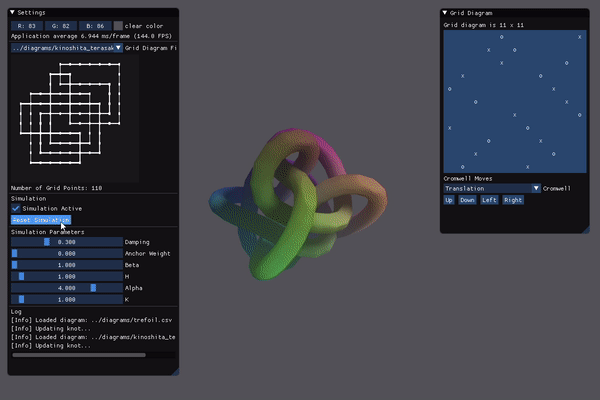 Settings
R: 83 G: 82 B: 86 clear color
Application average 6.944 ms/frame (144.0 FPS)
../diagrams/kinoshita_terasak Grid Diagram Fi
Number of Grid Points: 110
Simulation
Simulation Active
Reset Simulation
Simulation Parameters
0.300 Damping
0.000 Anchor Weight
1.000 Beta
1.000 H
4.000 Alpha
1.000 K
Log
[Info] Loaded diagram: ../diagrams/trefoil.csv
[Info] Updating knot...
[Info] Loaded diagram: ../diagrams/kinoshita_te
[Info] Updating knot...
Grid Diagram
Grid diagram is 11 x 11
o x
x o
x o
x o
o x
x o
o x
o x
x o
o x
o x
Cromwell Moves
Translation Cromwell
Up Down Left Right